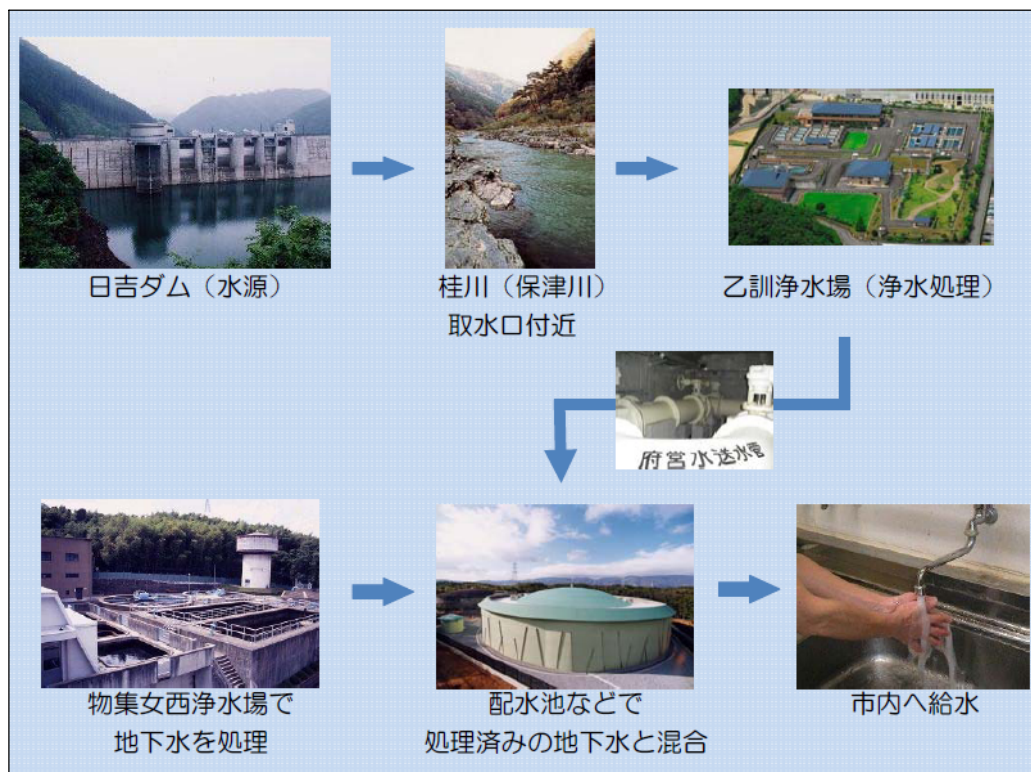 日吉ダム（水源）
桂川（保津川）
取水口付近
乙訓浄水場（浄水処理）
府営水送水管
物集女西浄水場で
地下水を処理
配水池などで
処理済みの地下水と混合
市内へ給水